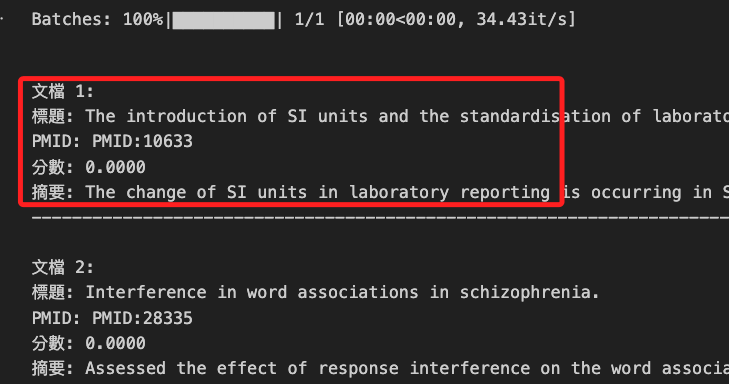 Batches: 100%|██████████| 1/1 [00:00<00:00, 34.43it/s]
文檔 1:
標題: The introduction of SI units and the standardisation of
PMID: PMID:10633
分數: 0.0000
摘要: The change of SI units in laboratory reporting is occurring in
----------------------------------------------------------------------
文檔 2:
標題: Interference in word associations in schizophrenia.
PMID: PMID:28335
分數: 0.0000
摘要: Assessed the effect of response interference on the word